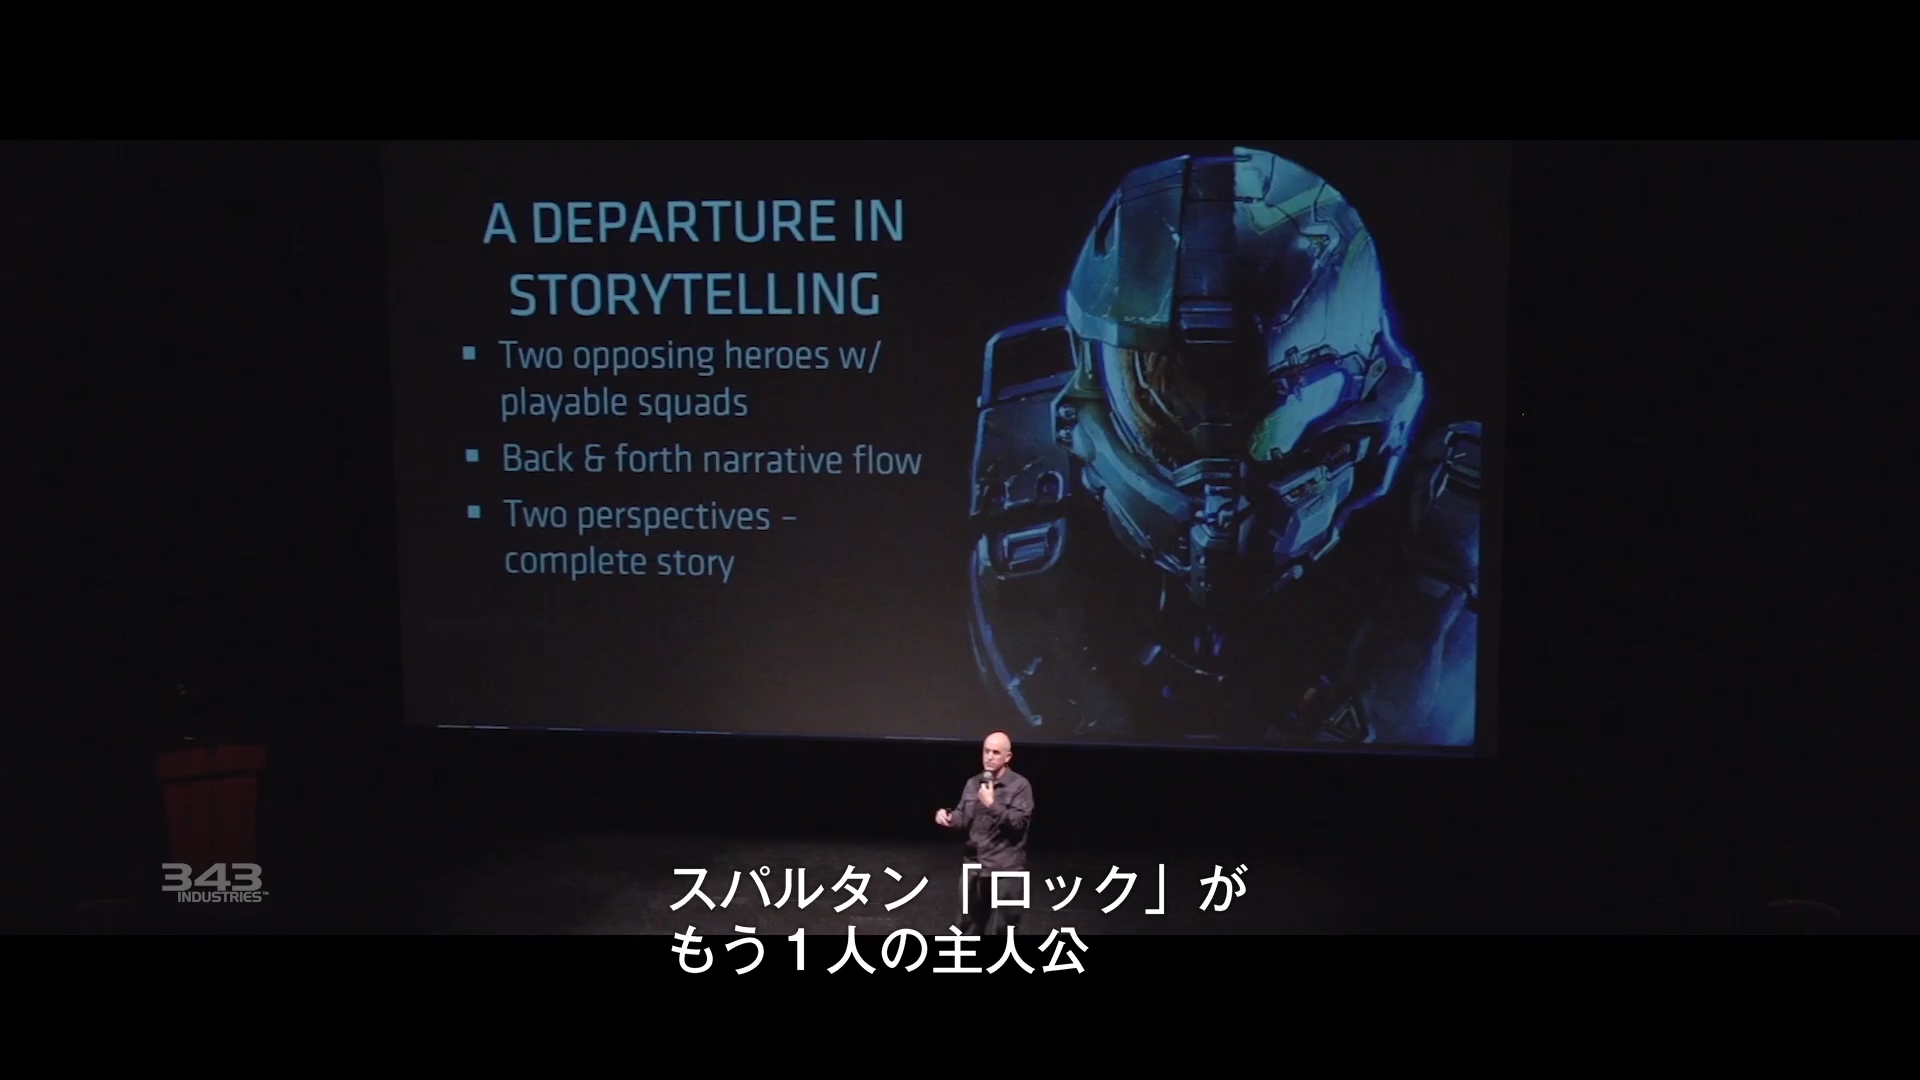 A DEPARTURE IN
STORYTELLING
▪ Two opposing heroes w/
playable squads
▪ Back & forth narrative flow
▪ Two perspectives –
complete story
343
INDUSTRIES™
スパルタン「ロック」が
もう1人の主人公